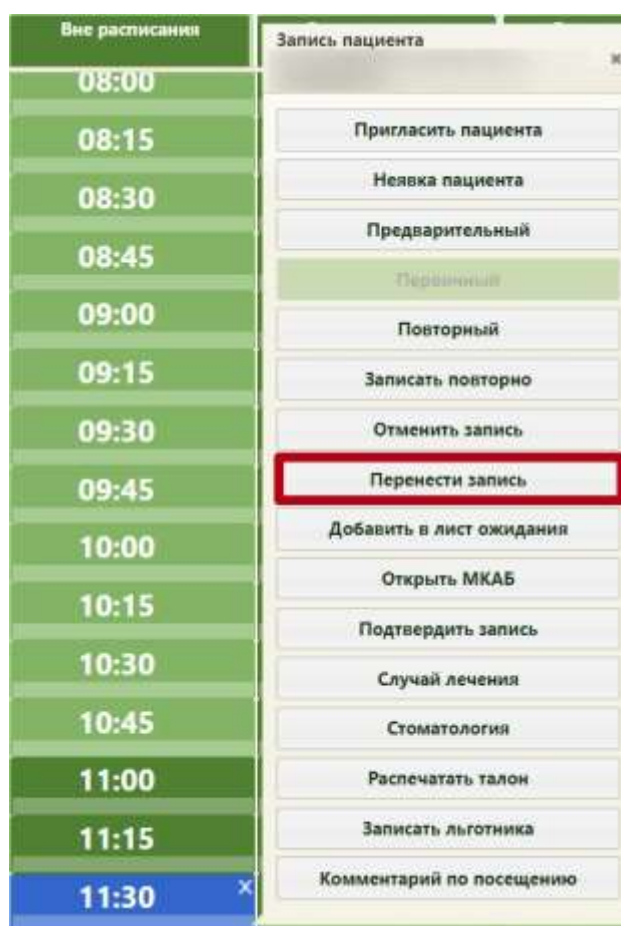 Вне расписания
08:00
08:15
08:30
08:45
09:00
09:15
09:30
09:45
10:00
10:15
10:30
10:45
11:00
11:15
11:30
Запись пациента
Пригласить пациента
Неявка пациента
Предварительный
Первичный
Повторный
Записать повторно
Отменить запись
Перенести запись
Добавить в лист ожидания
Открыть МКАБ
Подтвердить запись
Случай лечения
Стоматология
Распечатать талон
Записать льготника
Комментарий по посещению